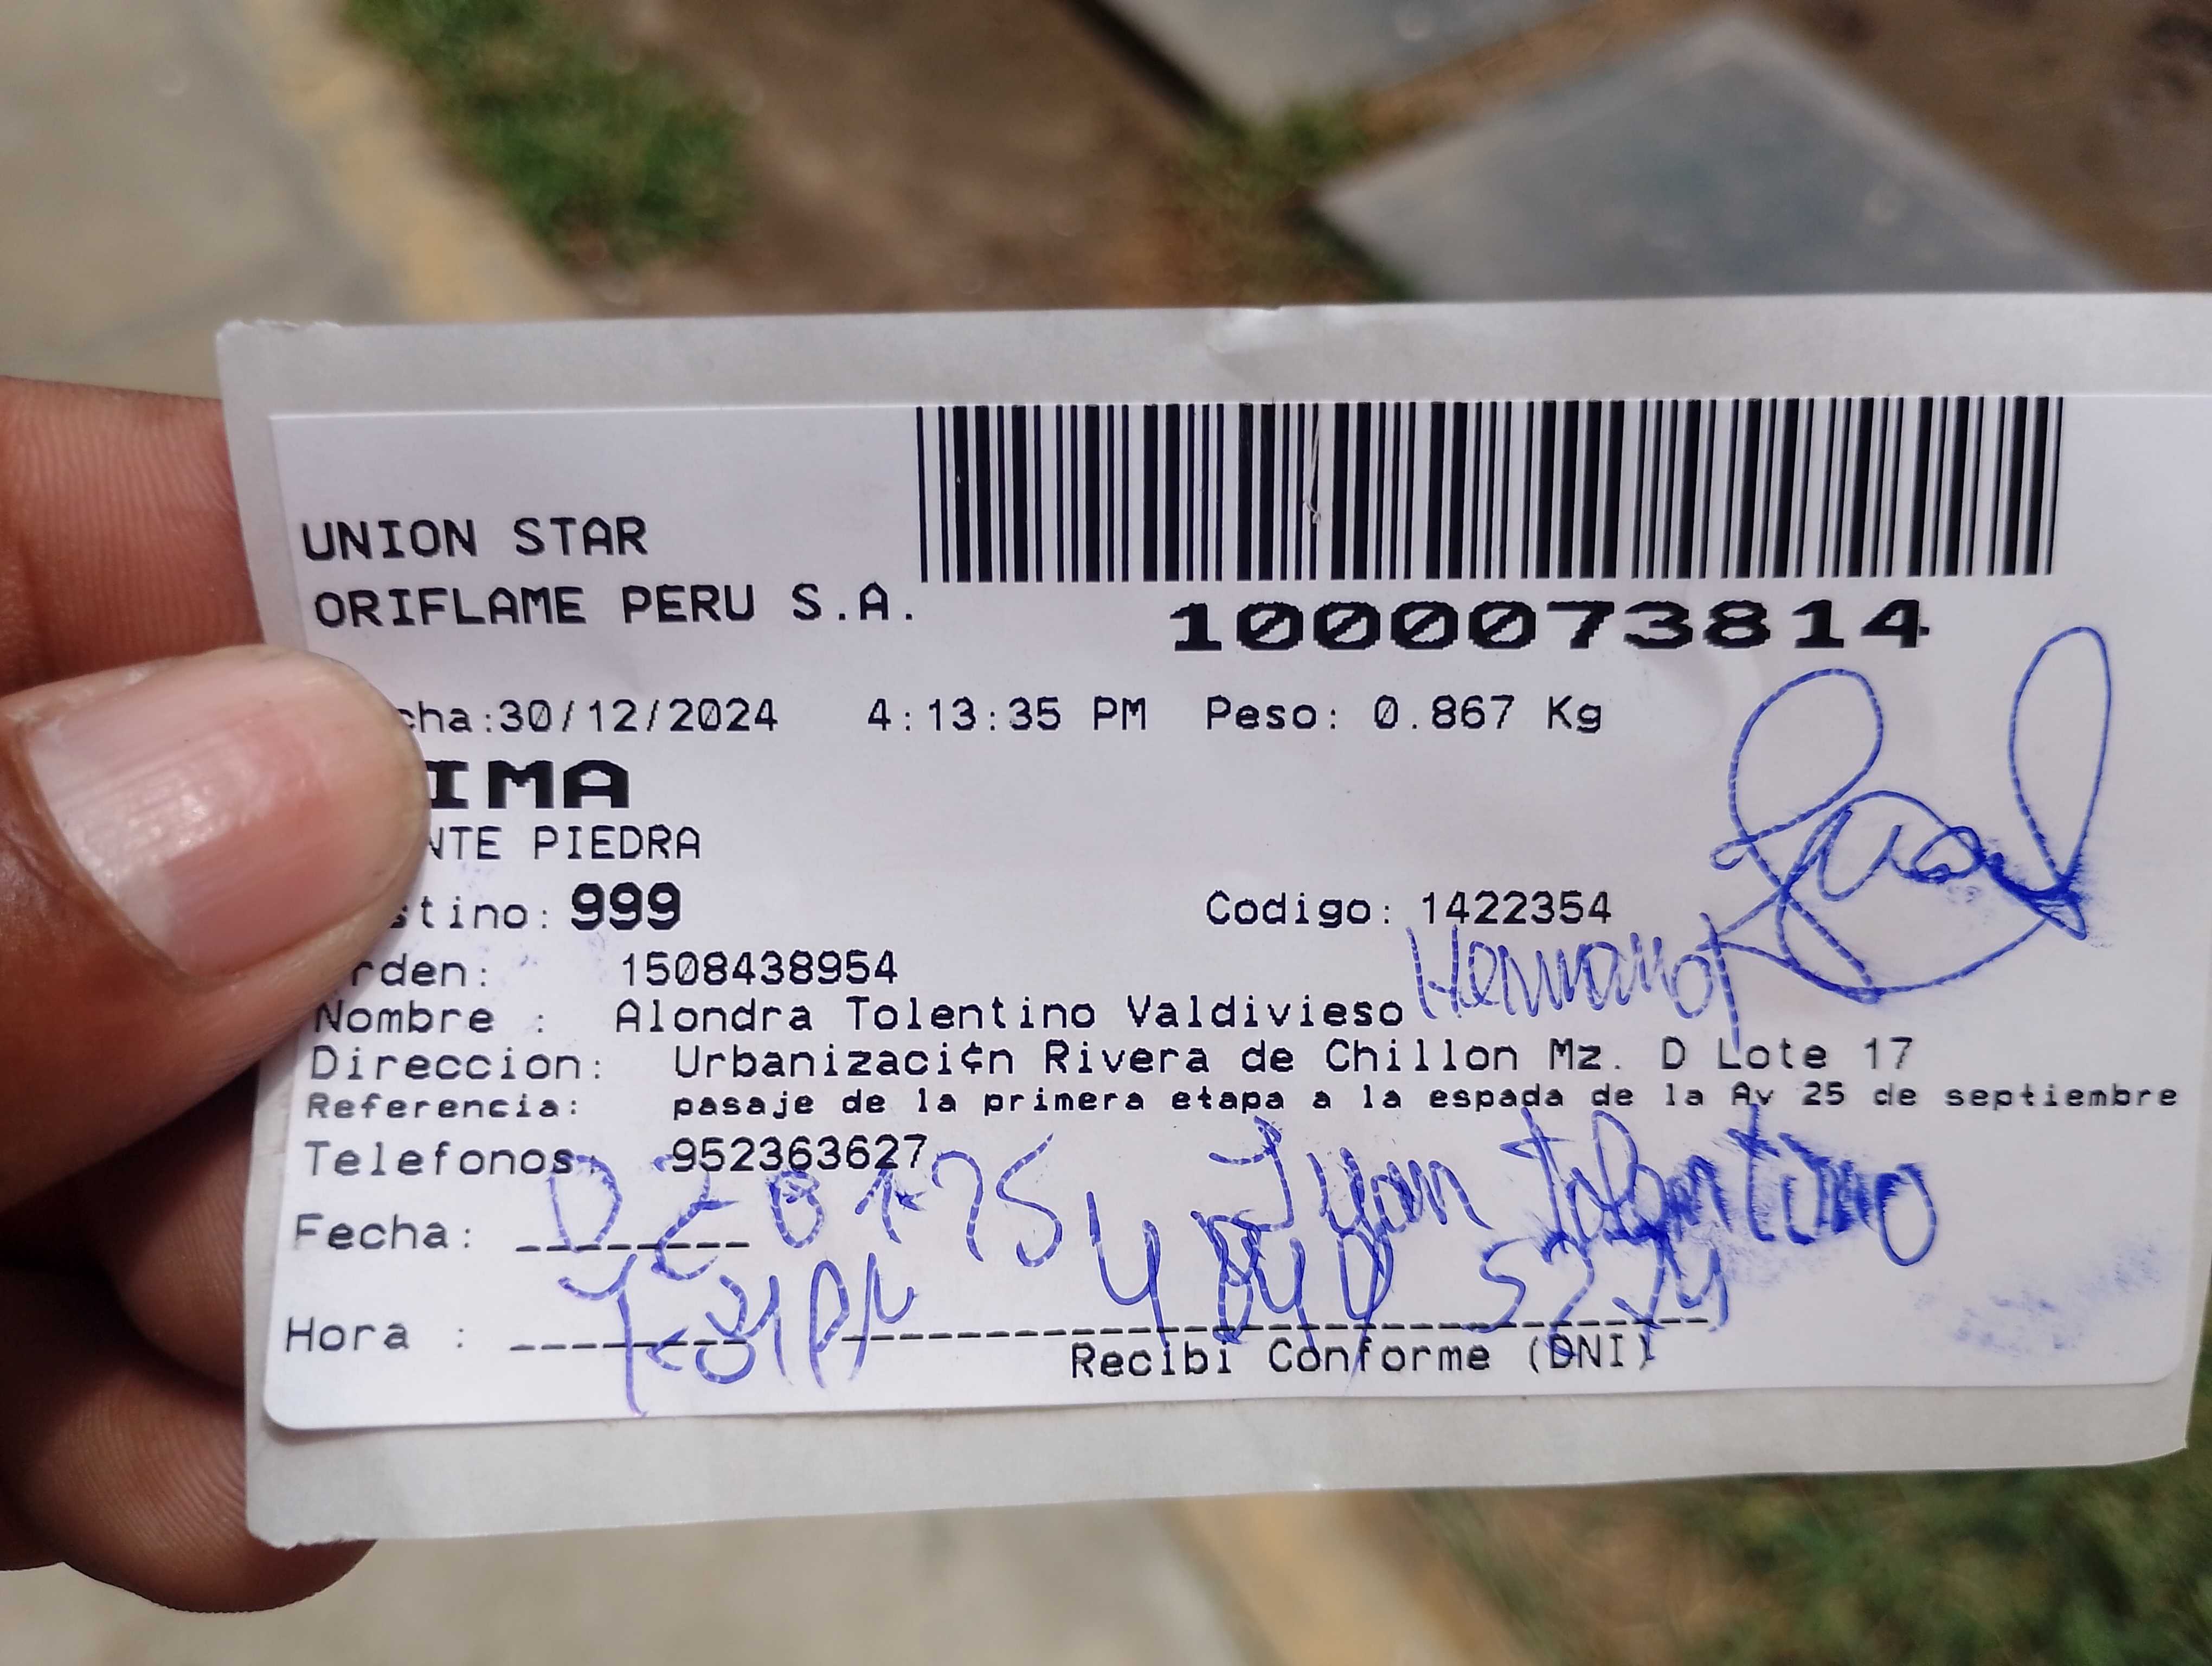 UNION STAR
ORIFLAME PERU S.A.
1000073814
cha:30/12/2024 4:13:35 PM Peso: 0.867 Kg
IMA
NTE PIEDRA
stino: 999 Codigo: 1422354
rden: 1508438954
Nombre : Alondra Tolentino Valdivieso Hermano
Direccion: Urbanizaci¢n Rivera de Chillon Mz. D Lote 17
Referencia: pasaje de la primera etapa a la espada de la Av 25 de septiembre
Telefonos: 952363627
Juan Tolentino
Fecha:
Hora :
Recibi Conforme (DNI)